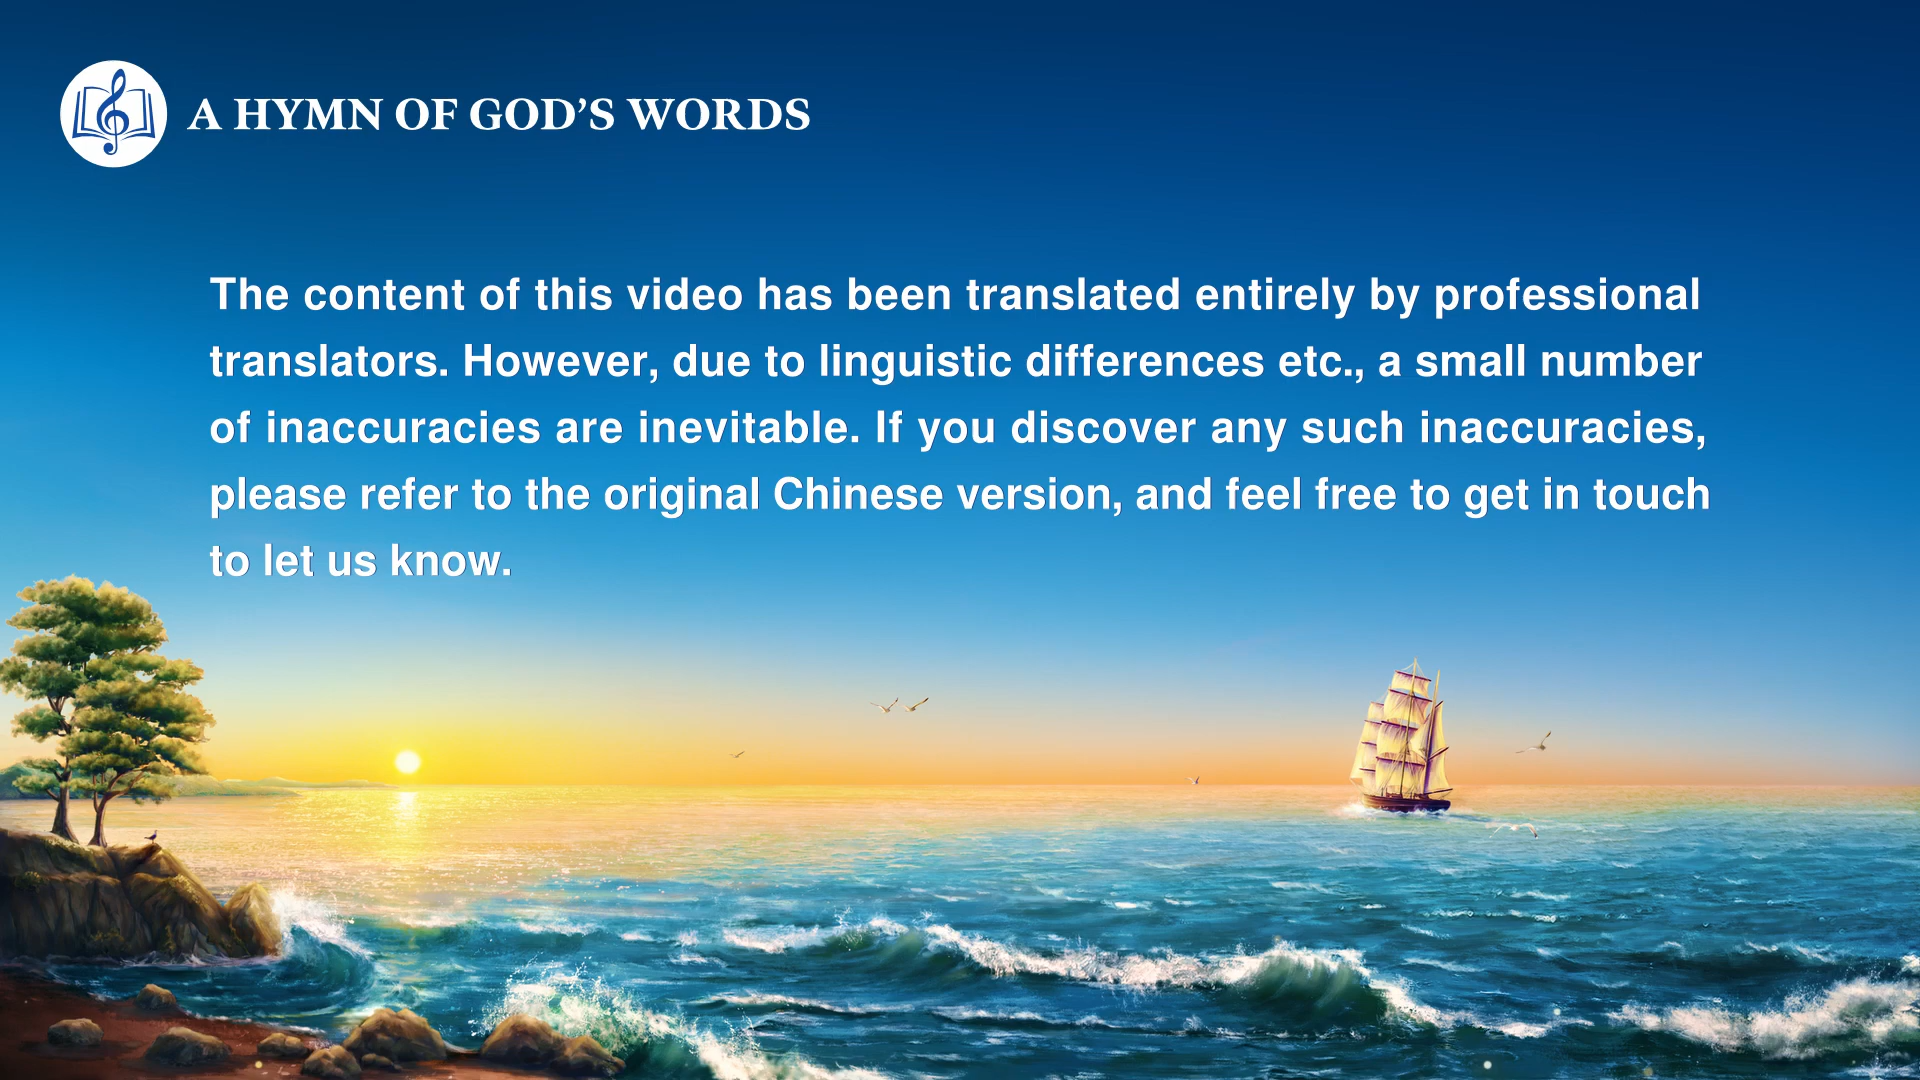 A HYMN OF GOD’S WORDS
The content of this video has been translated entirely by professional
translators. However, due to linguistic differences etc., a small number
of inaccuracies are inevitable. If you discover any such inaccuracies,
please refer to the original Chinese version, and feel free to get in touch
to let us know.